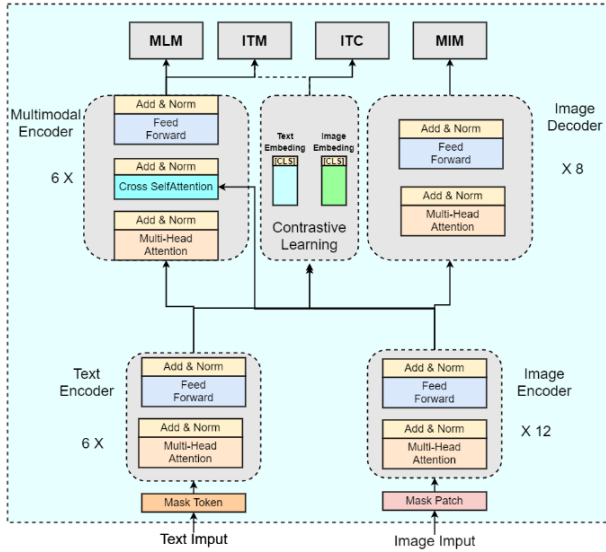 MLM
ITM
ITC
MIM
Multimodal
Encoder
6 X
Add & Norm
Feed
Forward
Add & Norm
Cross SelfAttention
Add & Norm
Multi-Head
Attention
Text
Embeding
[CLS]
Image
Embeding
[CLS]
Contrastive
Learning
Image
Decoder
X 8
Add & Norm
Feed
Forward
Add & Norm
Multi-Head
Attention
Text
Encoder
6 X
Add & Norm
Feed
Forward
Add & Norm
Multi-Head
Attention
Mask Token
Text Imput
Image
Encoder
X 12
Add & Norm
Feed
Forward
Add & Norm
Multi-Head
Attention
Mask Patch
Image Imput